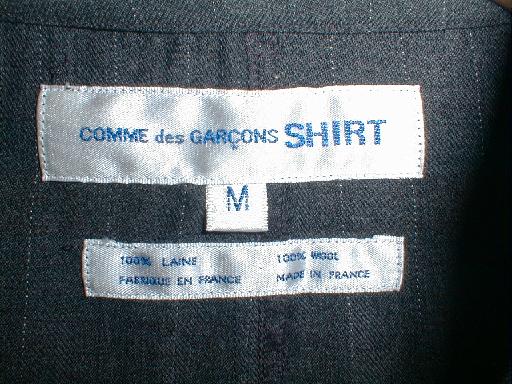 COMME des GARÇONS SHIRT
M
100% LAINE 100% WOOL
FABRIQUE EN FRANCE MADE IN FRANCE